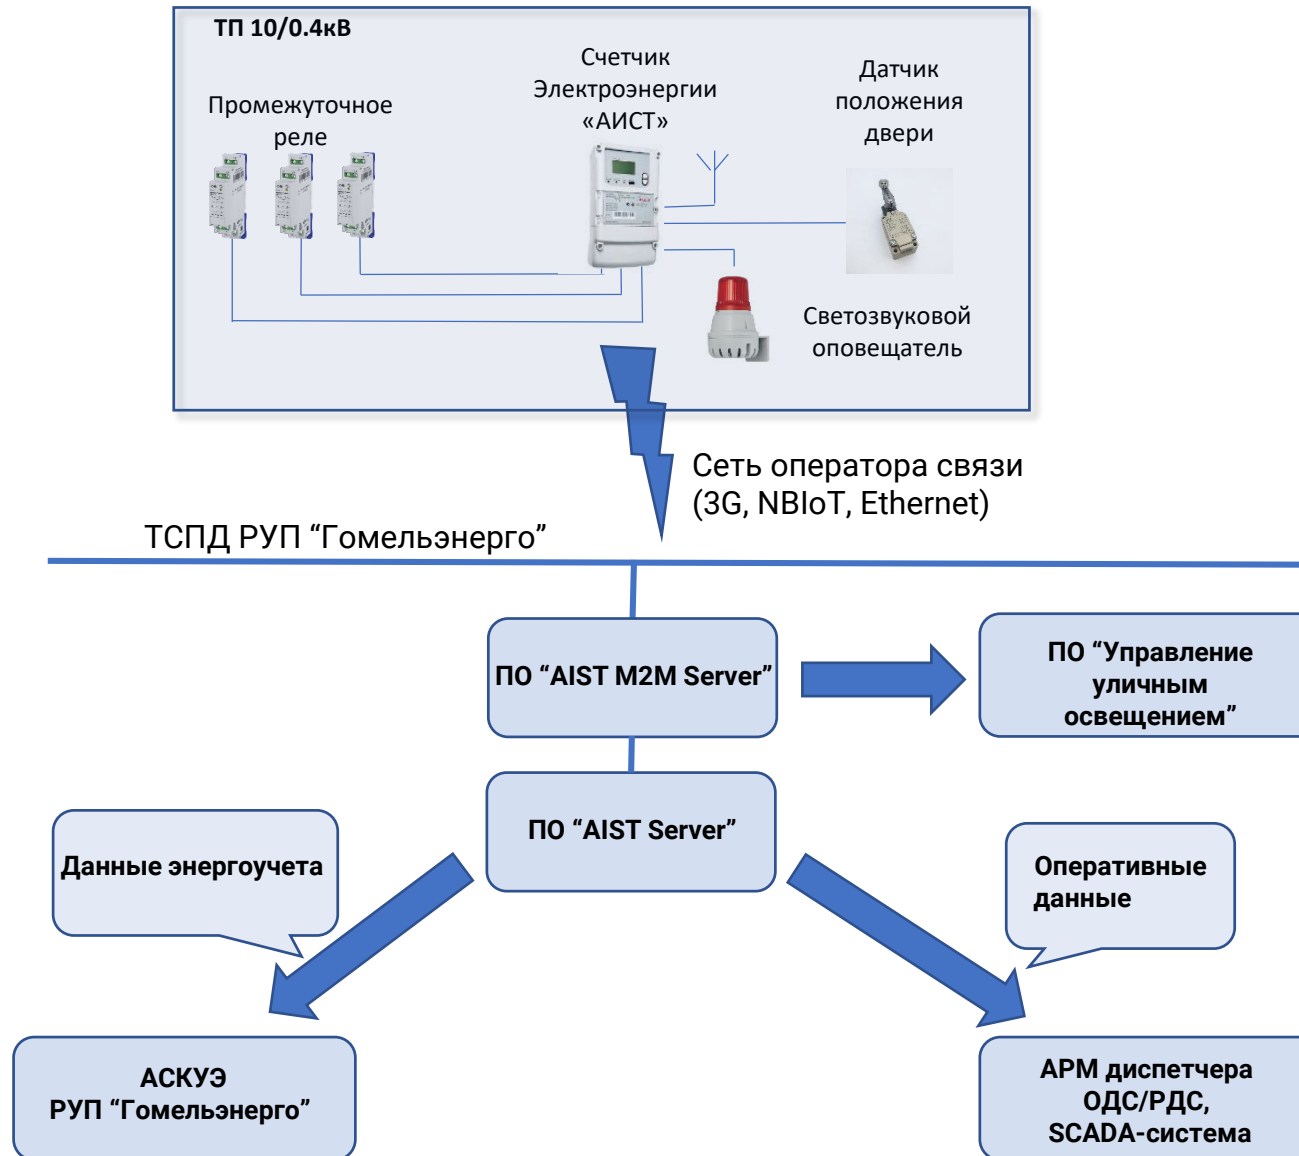 ТП 10/0.4кВ
Счетчик
Электроэнергии
«АИСТ»
Датчик
положения
двери
Промежуточное
реле
Светозвуковой
оповещатель
Сеть оператора связи
(3G, NBIoT, Ethernet)
ТСПД РУП “Гомельэнерго”
ПО “AIST M2M Server”
ПО “Управление
уличным
освещением”
ПО “AIST Server”
Данные энергоучета
Оперативные
данные
АСКУЭ
РУП “Гомельэнерго”
АРМ диспетчера
ОДС/РДС,
SCADA-система